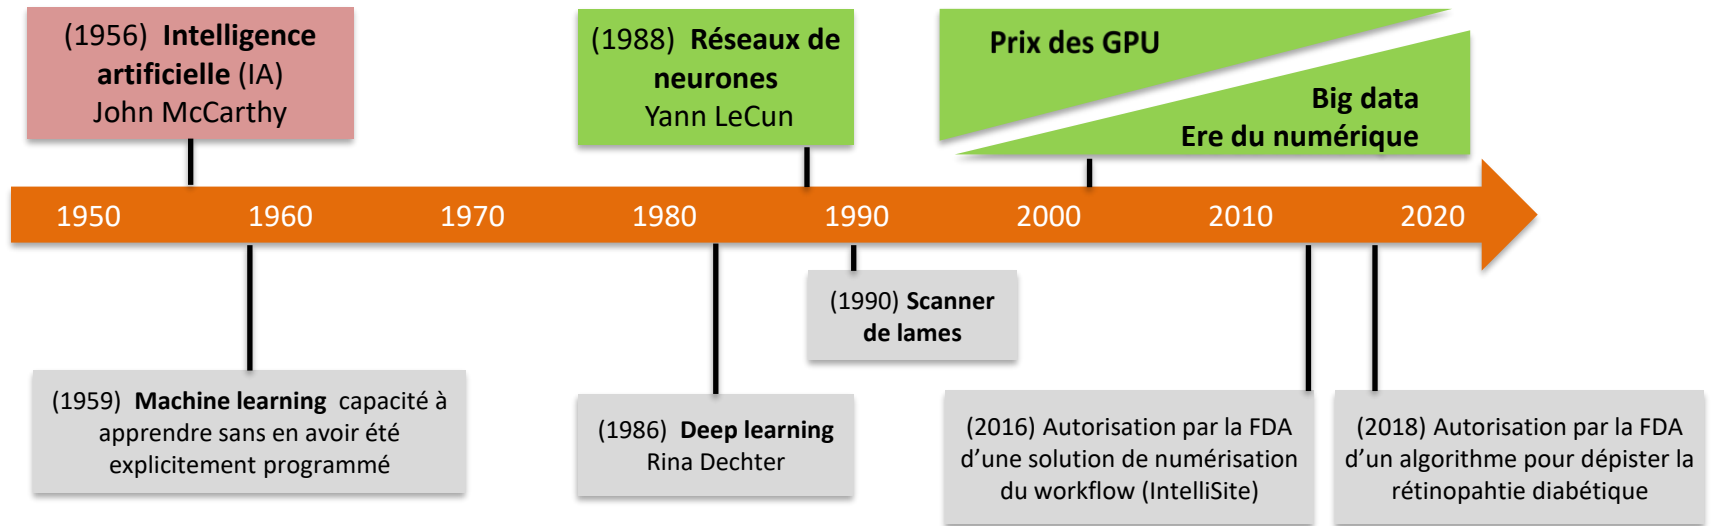 (1956) Intelligence
artificielle (IA)
John McCarthy
(1988) Réseaux de
neurones
Yann LeCun
Prix des GPU
Big data
Ere du numérique
1950 1960 1970 1980 1990 2000 2010 2020
(1990) Scanner
de lames
(1959) Machine learning capacité à
apprendre sans en avoir été
explicitement programmé
(1986) Deep learning
Rina Dechter
(2016) Autorisation par la FDA
d’une solution de numérisation
du workflow (IntelliSite)
(2018) Autorisation par la FDA
d’un algorithme pour dépister la
rétinopahtie diabétique